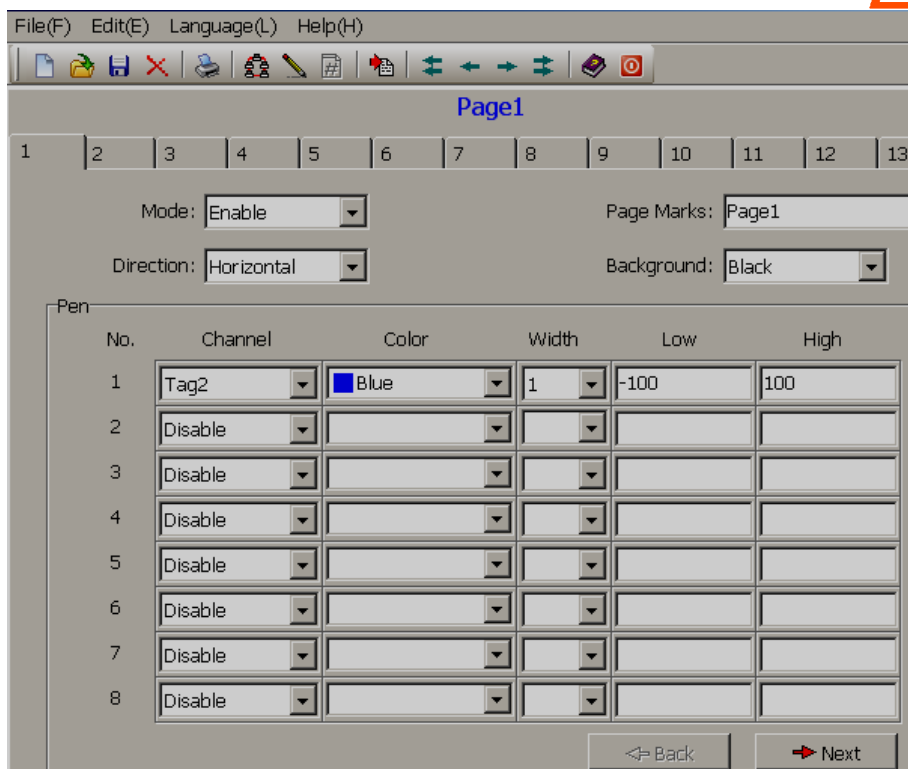 File(F) Edit(E) Language(L) Help(H)
Page1
1 2 3 4 5 6 7 8 9 10 11 12 13
Mode: Enable Page Marks: Page1
Direction: Horizontal Background: Black
Pen
No. Channel Color Width Low High
1 Tag2 Blue 1 -100 100
2 Disable
3 Disable
4 Disable
5 Disable
6 Disable
7 Disable
8 Disable
Back Next